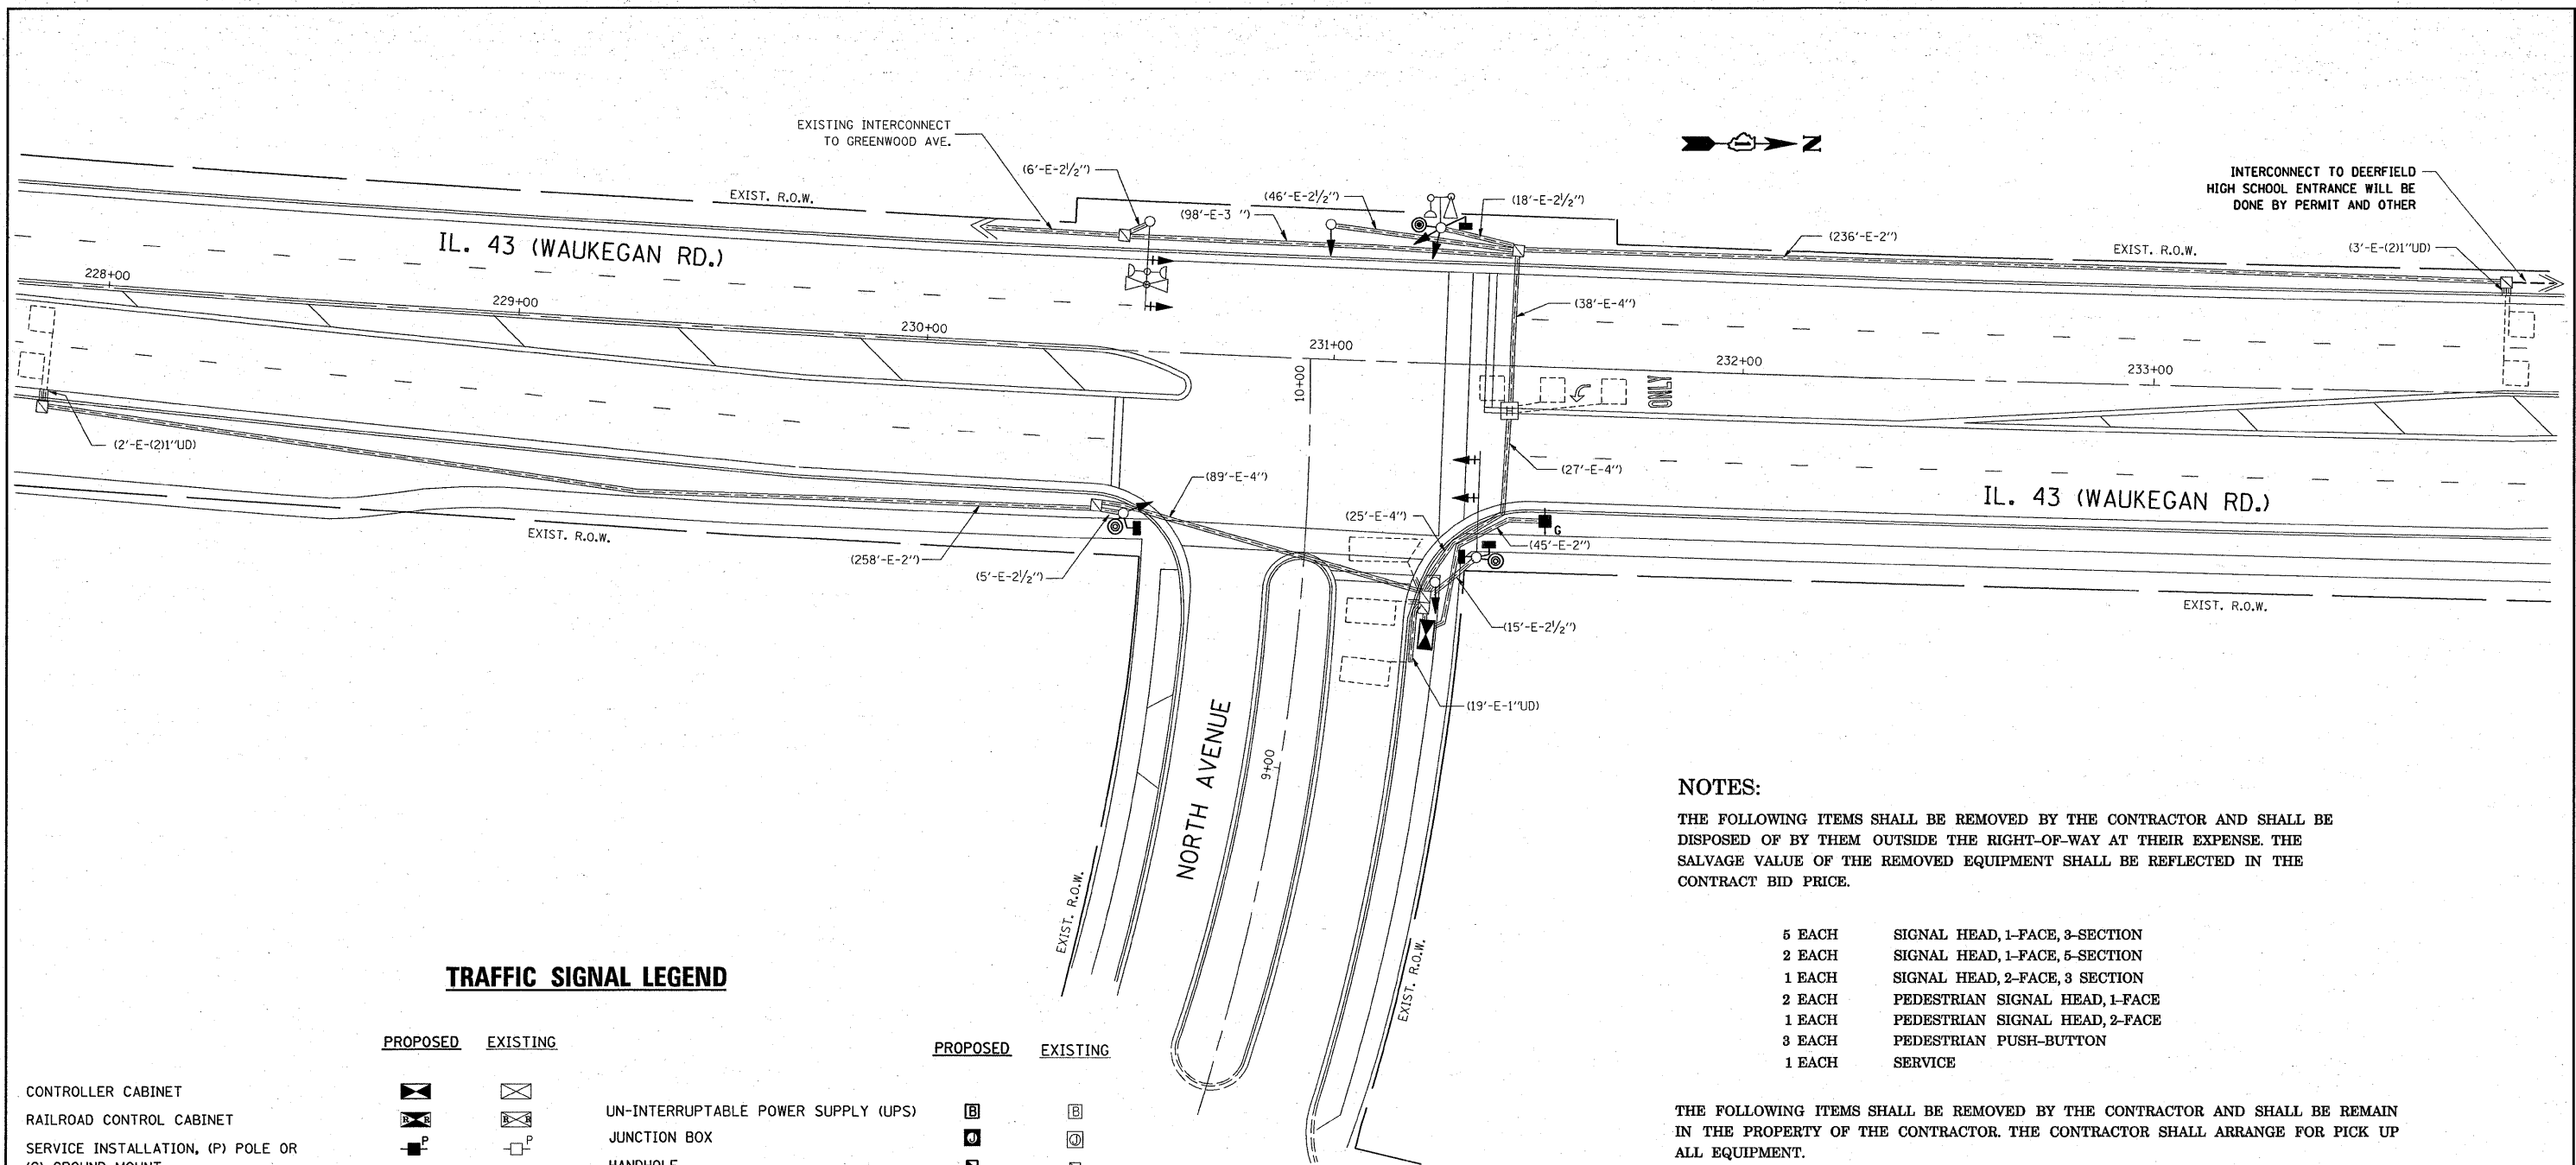 EXISTING INTERCONNECT
TO GREENWOOD AVE.
(6'-E-2½")
EXIST. R.O.W.
(98'-E-3 ")
(46'-E-2½")
(18'-E-2½")
N
INTERCONNECT TO DEERFIELD
HIGH SCHOOL ENTRANCE WILL BE
DONE BY PERMIT AND OTHER
(236'-E-2")
EXIST. R.O.W.
(3'-E-(2)1"UD)
IL. 43 (WAUKEGAN RD.)
228+00
229+00
230+00
231+00
232+00
233+00
10+00
(38'-E-4")
ONLY
H
(2'-E-(2)1"UD)
(89'-E-4")
(27'-E-4")
IL. 43 (WAUKEGAN RD.)
EXIST. R.O.W.
(258'-E-2")
(5'-E-2½")
(25'-E-4")
G
(45'-E-2")
EXIST. R.O.W.
(15'-E-2½")
(19'-E-1"UD)
NORTH AVENUE
9+00
EXIST. R.O.W.
EXIST. R.O.W.
NOTES:
THE FOLLOWING ITEMS SHALL BE REMOVED BY THE CONTRACTOR AND SHALL BE
DISPOSED OF BY THEM OUTSIDE THE RIGHT-OF-WAY AT THEIR EXPENSE. THE
SALVAGE VALUE OF THE REMOVED EQUIPMENT SHALL BE REFLECTED IN THE
CONTRACT BID PRICE.
5 EACH SIGNAL HEAD, 1-FACE, 3-SECTION
2 EACH SIGNAL HEAD, 1-FACE, 5-SECTION
1 EACH SIGNAL HEAD, 2-FACE, 3 SECTION
2 EACH PEDESTRIAN SIGNAL HEAD, 1-FACE
1 EACH PEDESTRIAN SIGNAL HEAD, 2-FACE
3 EACH PEDESTRIAN PUSH-BUTTON
1 EACH SERVICE
THE FOLLOWING ITEMS SHALL BE REMOVED BY THE CONTRACTOR AND SHALL BE REMAIN
IN THE PROPERTY OF THE CONTRACTOR. THE CONTRACTOR SHALL ARRANGE FOR PICK UP
ALL EQUIPMENT.
TRAFFIC SIGNAL LEGEND
PROPOSED EXISTING
CONTROLLER CABINET
RAILROAD CONTROL CABINET R R R R
SERVICE INSTALLATION, (P) POLE OR P P
PROPOSED EXISTING
UN-INTERRUPTABLE POWER SUPPLY (UPS) B B
JUNCTION BOX J J
HANDHOLE